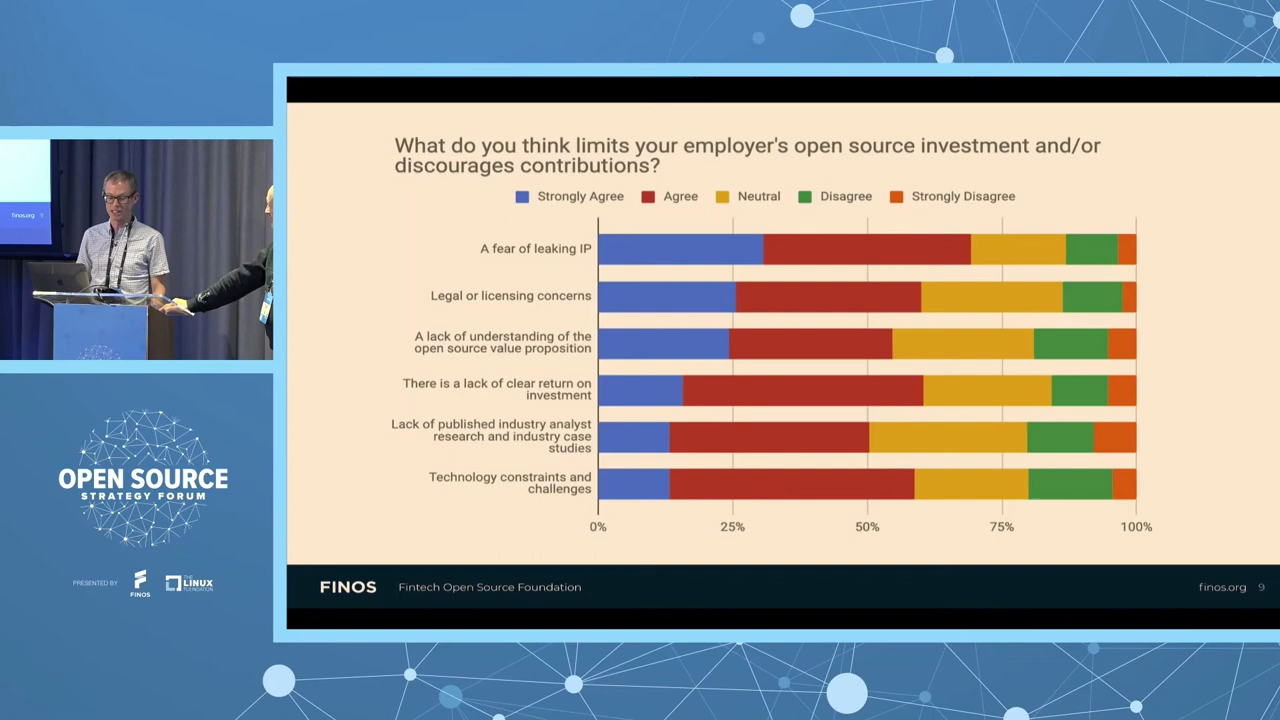 What do you think limits your employer's open source investment and/or
discourages contributions?
Strongly Agree Agree Neutral Disagree Strongly Disagree
A fear of leaking IP
Legal or licensing concerns
A lack of understanding of the
open source value proposition
There is a lack of clear return on
investment
Lack of published industry analyst
research and industry case
studies
Technology constraints and
challenges
0% 25% 50% 75% 100%
FINOS Fintech Open Source Foundation finos.org 9
finos.org 9
OPEN SOURCE
STRATEGY FORUM
PRESENTED BY FINOS THE LINUX FOUNDATION